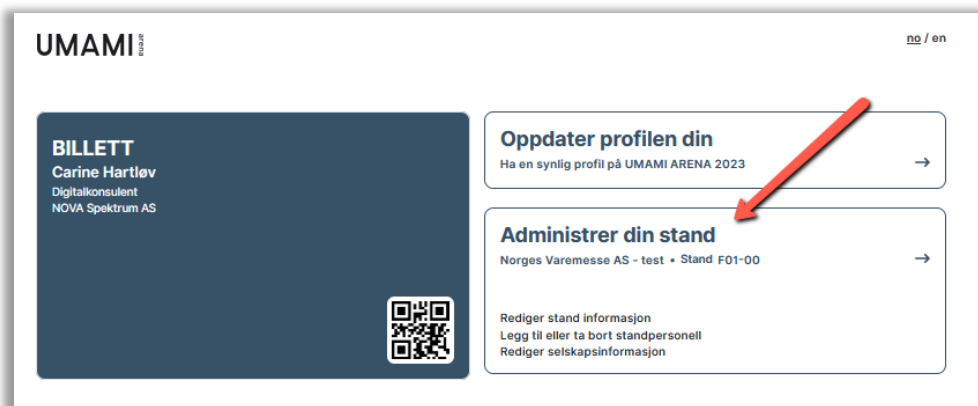 UMAMI arena
no / en
BILLETT
Carine Hartløv
Digitalkonsulent
NOVA Spektrum AS
Oppdater profilen din
Ha en synlig profil på UMAMI ARENA 2023
Administrer din stand
Norges Varemesse AS - test • Stand F01-00
Rediger stand informasjon
Legg til eller ta bort standpersonell
Rediger selskapsinformasjon